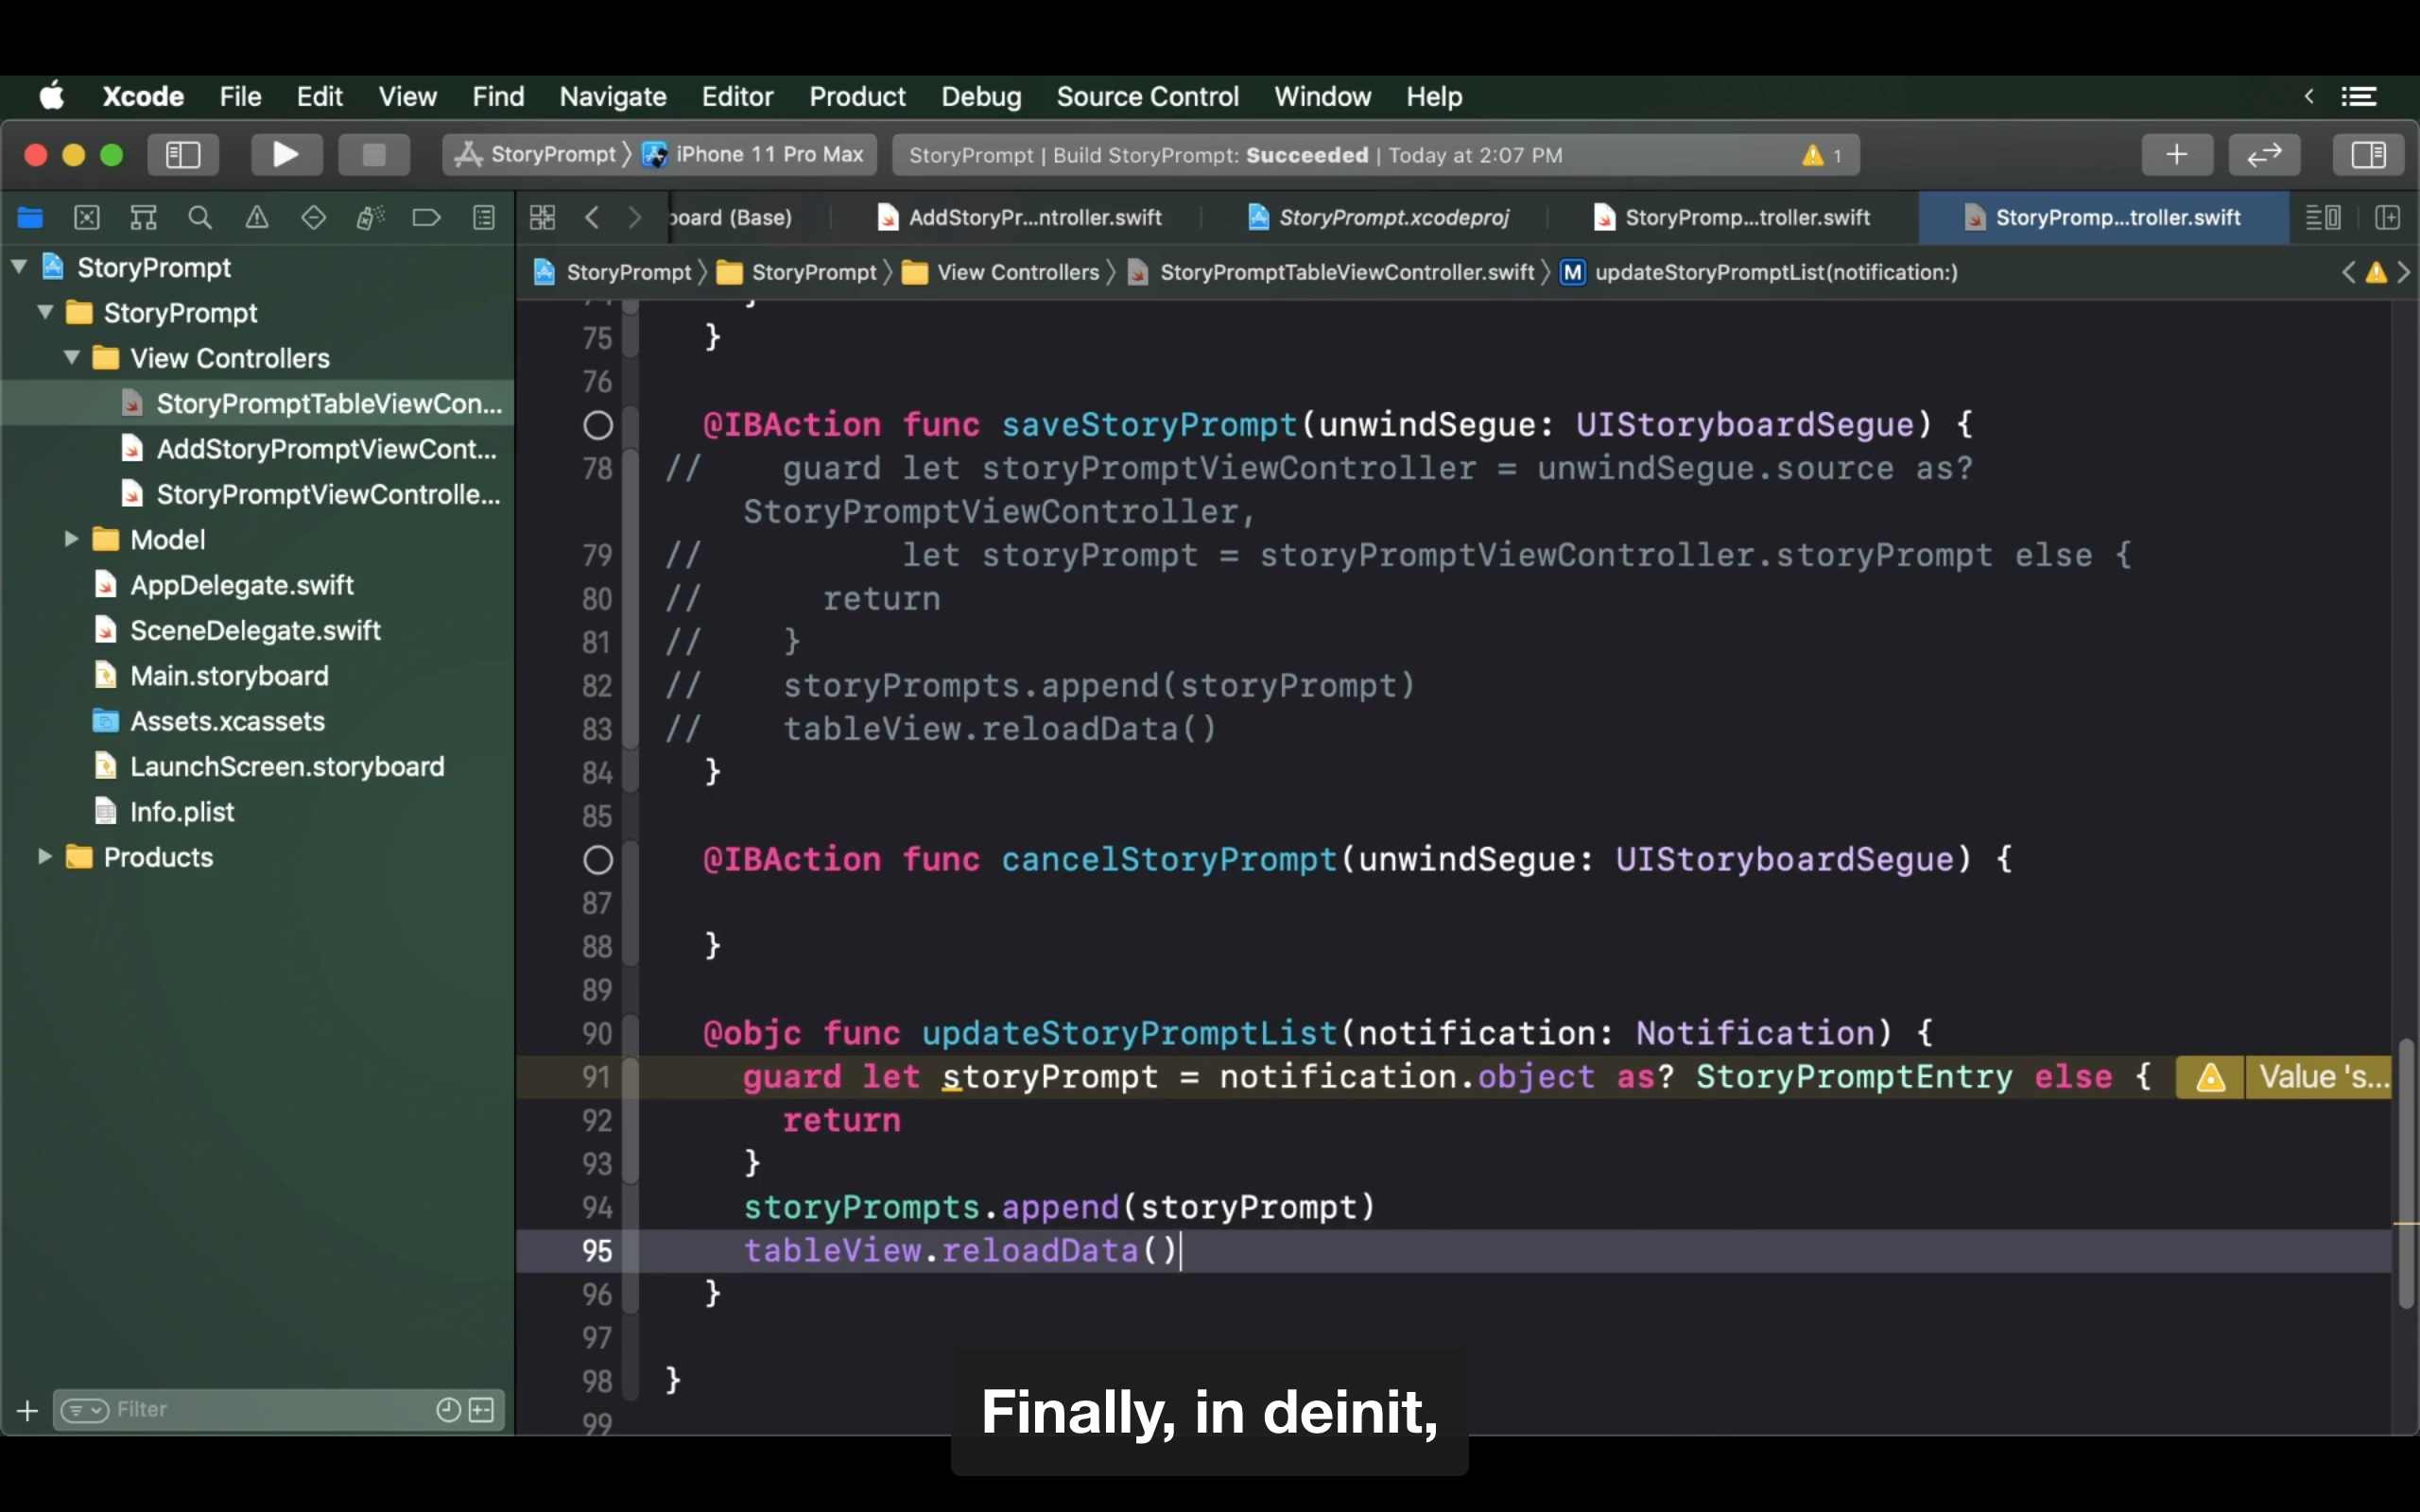 Xcode File Edit View Find Navigate Editor Product Debug Source Control Window Help
StoryPrompt iPhone 11 Pro Max StoryPrompt | Build StoryPrompt: Succeeded | Today at 2:07 PM 1
board (Base) AddStoryPr...ntroller.swift StoryPrompt.xcodeproj StoryPromp...troller.swift StoryPromp...troller.swift
StoryPrompt StoryPrompt View Controllers StoryPromptTableViewController.swift M updateStoryPromptList(notification:)
StoryPrompt
StoryPrompt
View Controllers
StoryPromptTableViewCon...
AddStoryPromptViewCont...
StoryPromptViewControlle...
Model
AppDelegate.swift
SceneDelegate.swift
Main.storyboard
Assets.xcassets
LaunchScreen.storyboard
Info.plist
Products
Filter
75 }
76
@IBAction func saveStoryPrompt(unwindSegue: UIStoryboardSegue) {
78 // guard let storyPromptViewController = unwindSegue.source as?
StoryPromptViewController,
79 // let storyPrompt = storyPromptViewController.storyPrompt else {
80 // return
81 // }
82 // storyPrompts.append(storyPrompt)
83 // tableView.reloadData()
84 }
85
@IBAction func cancelStoryPrompt(unwindSegue: UIStoryboardSegue) {
87
88 }
89
90 @objc func updateStoryPromptList(notification: Notification) {
91 guard let storyPrompt = notification.object as? StoryPromptEntry else { Value 's...
92 return
93 }
94 storyPrompts.append(storyPrompt)
95 tableView.reloadData()
96 }
97
98 }
99
Finally, in deinit,